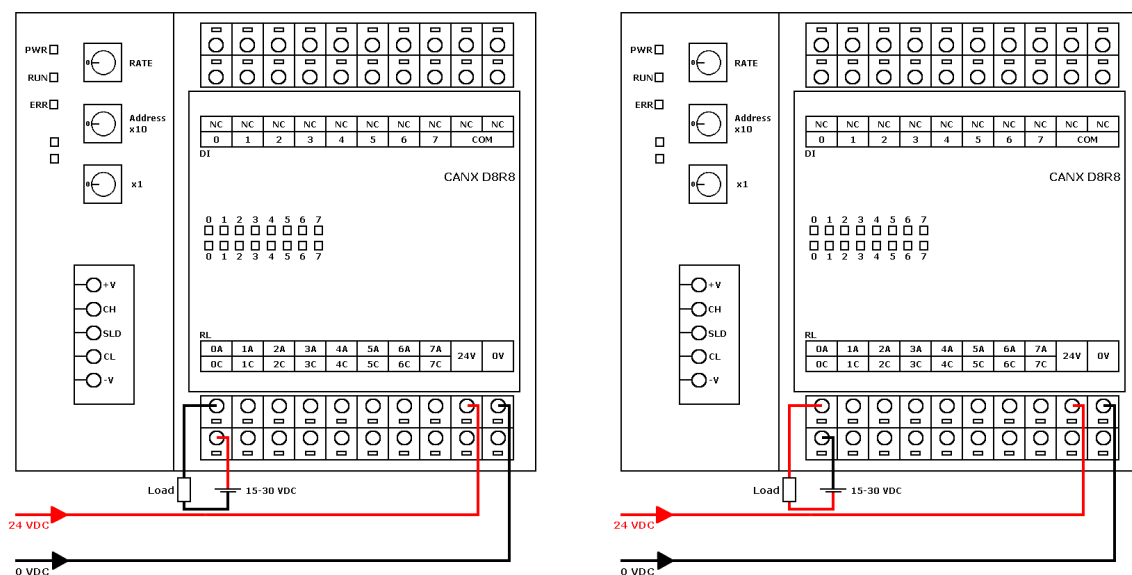 PWR
RUN
ERR
0
RATE
0
Address
x10
0
x1
NC NC NC NC NC NC NC NC NC NC
0 1 2 3 4 5 6 7 COM
DI
CANX D8R8
0 1 2 3 4 5 6 7
0 1 2 3 4 5 6 7
+V
CH
SLD
CL
-V
RL
0A 1A 2A 3A 4A 5A 6A 7A 24V 0V
0C 1C 2C 3C 4C 5C 6C 7C
Load
15-30 VDC
24 VDC
0 VDC
PWR
RUN
ERR
0
RATE
0
Address
x10
0
x1
NC NC NC NC NC NC NC NC NC NC
0 1 2 3 4 5 6 7 COM
DI
CANX D8R8
0 1 2 3 4 5 6 7
0 1 2 3 4 5 6 7
+V
CH
SLD
CL
-V
RL
0A 1A 2A 3A 4A 5A 6A 7A 24V 0V
0C 1C 2C 3C 4C 5C 6C 7C
Load
15-30 VDC
24 VDC
0 VDC